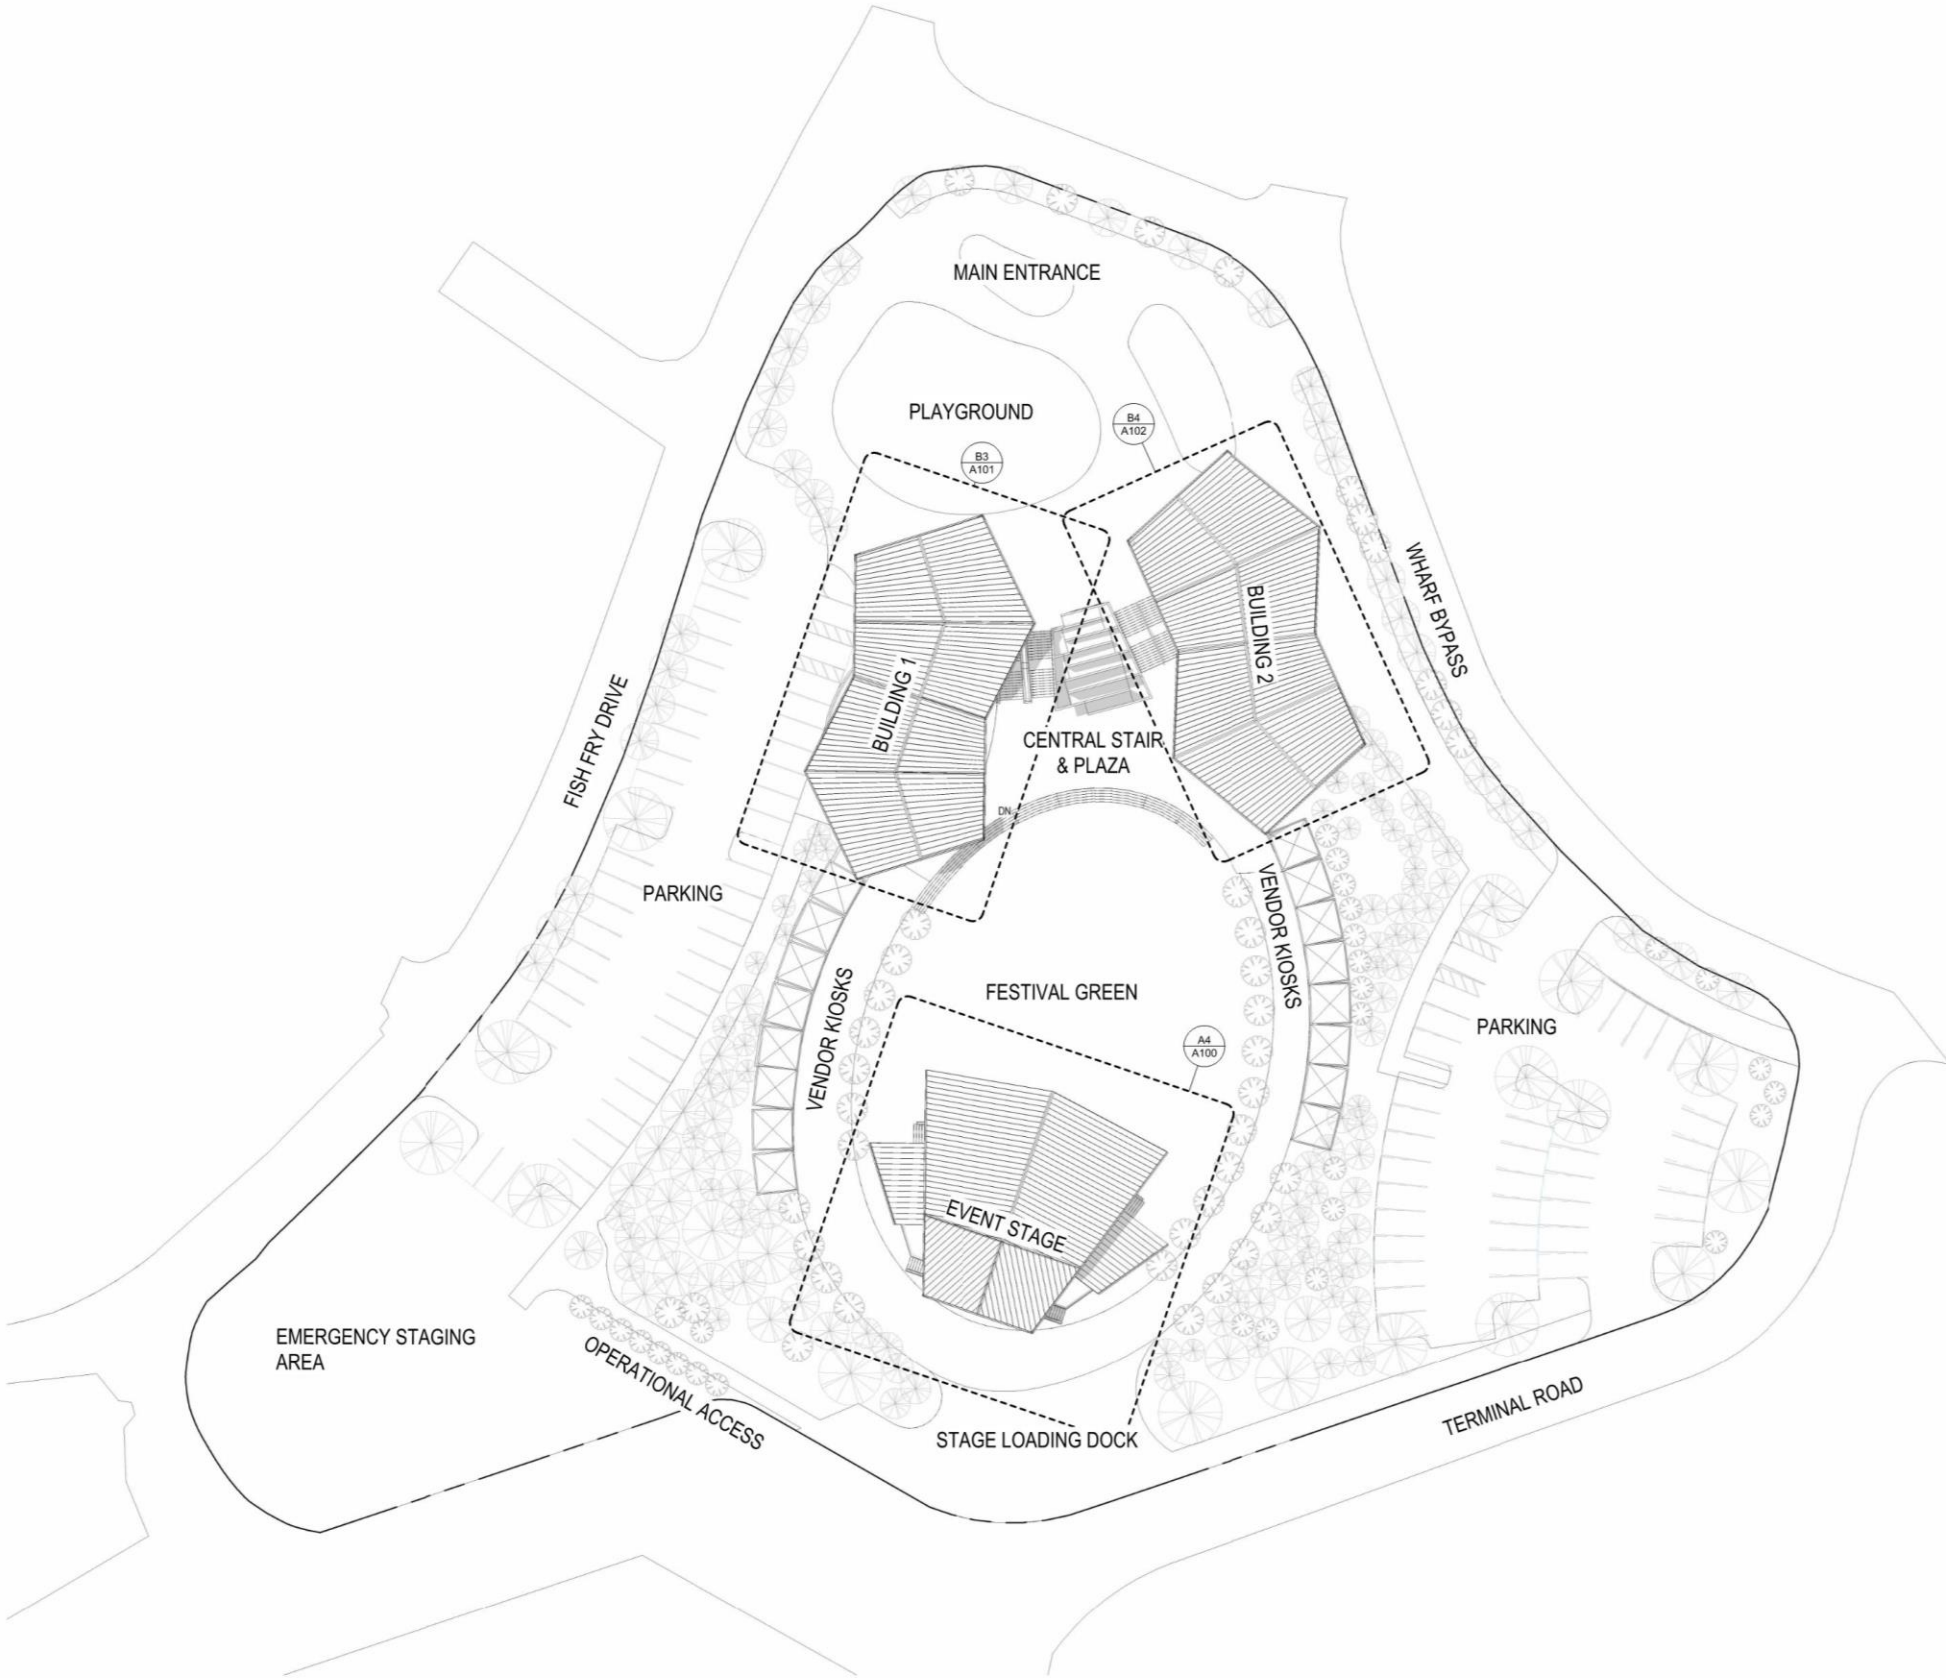 MAIN ENTRANCE
PLAYGROUND
B4
A102
B3
A101
WHARF BYPASS
BUILDING 2
BUILDING 1
FISH FRY DRIVE
CENTRAL STAIR
& PLAZA
DN
PARKING
VENDOR KIOSKS
VENDOR KIOSKS
FESTIVAL GREEN
PARKING
A4
A100
EVENT STAGE
EMERGENCY STAGING
AREA
OPERATIONAL ACCESS
STAGE LOADING DOCK
TERMINAL ROAD